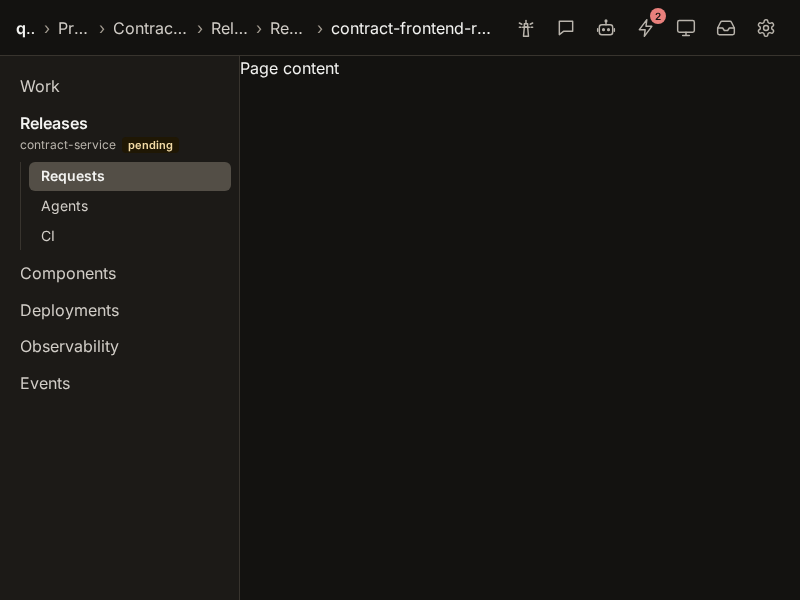 q.. › Pr... › Contrac... › Rel... › Re... › contract-frontend-r...
2
Work
Releases
contract-service pending
Requests
Agents
CI
Components
Deployments
Observability
Events
Page content